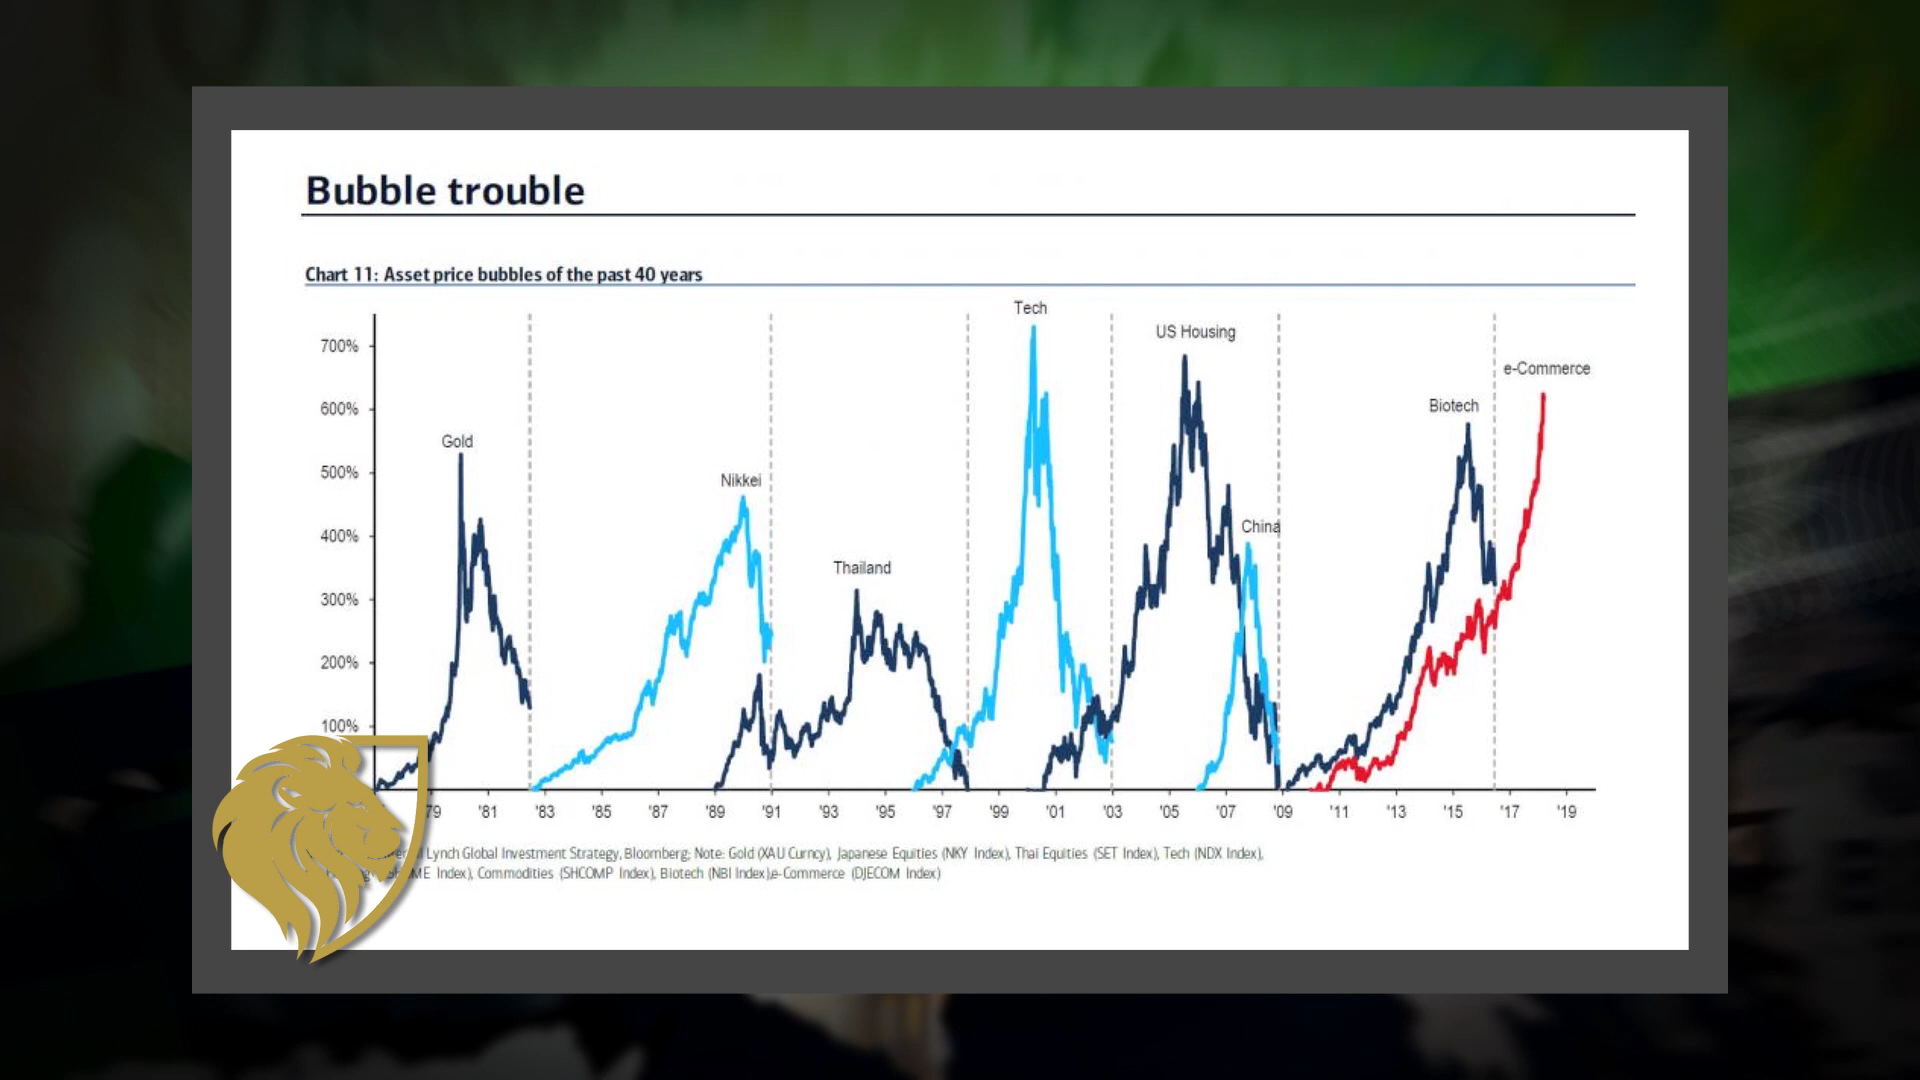 Bubble trouble
Chart 11: Asset price bubbles of the past 40 years
Tech
US Housing
700%
e-Commerce
600%
Biotech
Gold
500%
Nikkei
China
400%
Thailand
300%
200%
100%
79 '81 '83 '85 '87 '89 '91 '93 '95 '97 '99 '01 '03 '05 '07 '09 '11 '13 '15 '17 '19
Lynch Global Investment Strategy, Bloomberg; Note: Gold (XAU Curncy), Japanese Equities (NKY Index), Thai Equities (SET Index), Tech (NDX Index),
Index), Commodities (SHCOMP Index), Biotech (NBI Index),e-Commerce (DJECOM Index)